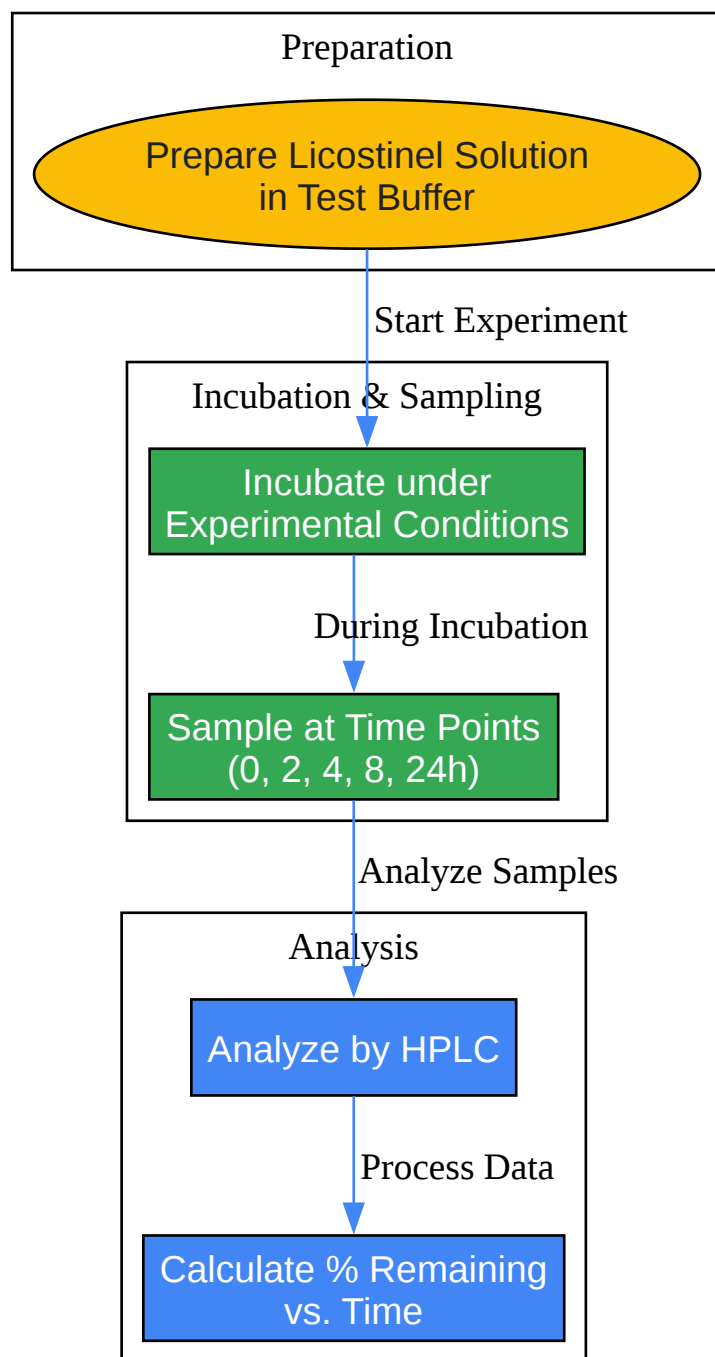 Preparation
Prepare Licostinel Solution
in Test Buffer
Start Experiment
Incubation & Sampling
Incubate under
Experimental Conditions
During Incubation
Sample at Time Points
(0, 2, 4, 8, 24h)
Analyze Samples
Analysis
Analyze by HPLC
Process Data
Calculate % Remaining
vs. Time